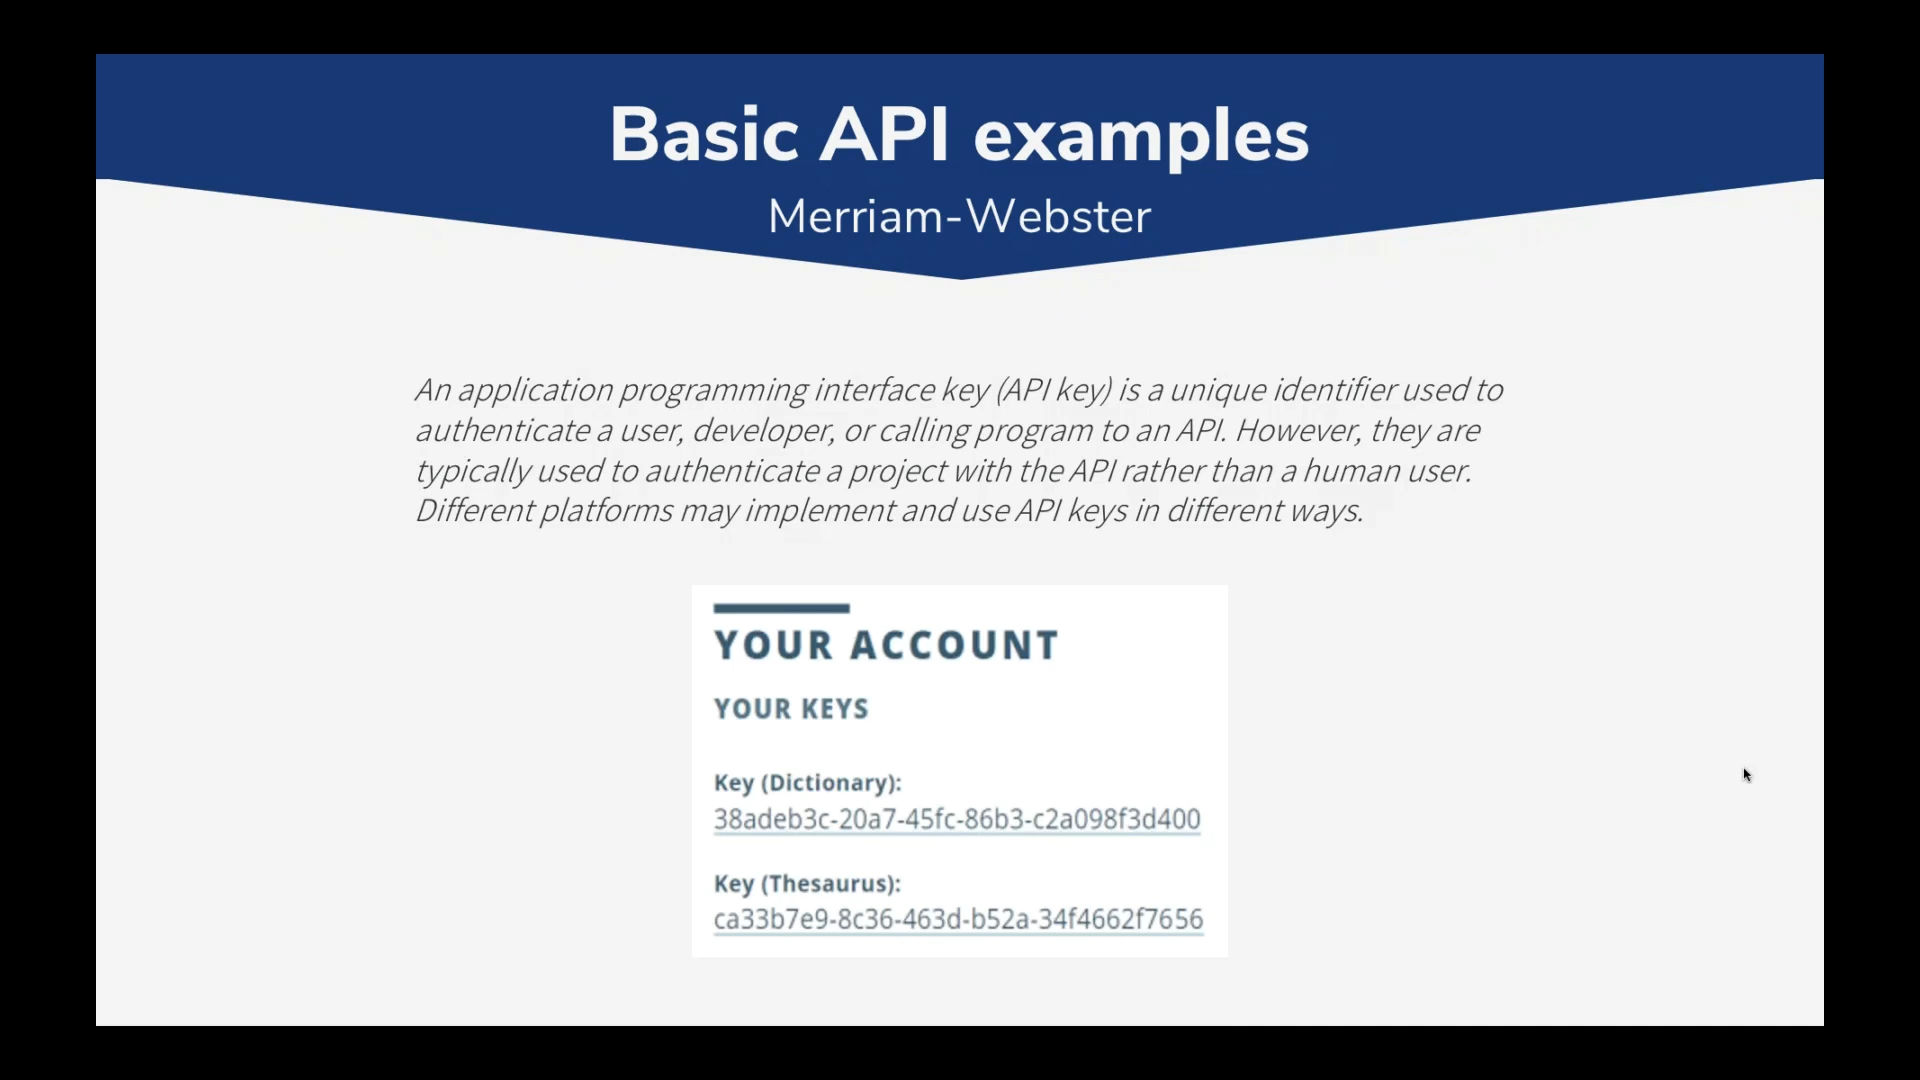 Basic API examples
Merriam-Webster
An application programming interface key (API key) is a unique identifier used to
authenticate a user, developer, or calling program to an API. However, they are
typically used to authenticate a project with the API rather than a human user.
Different platforms may implement and use API keys in different ways.
YOUR ACCOUNT
YOUR KEYS
Key (Dictionary):
38adeb3c-20a7-45fc-86b3-c2a098f3d400
Key (Thesaurus):
ca33b7e9-8c36-463d-b52a-34f4662f7656